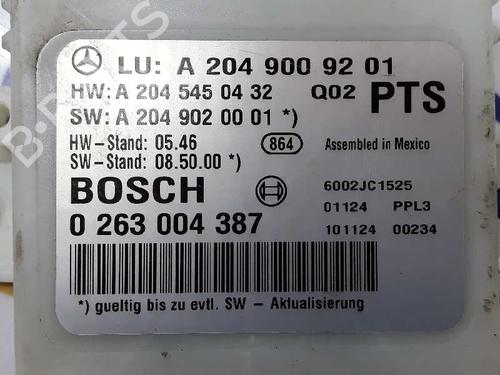 LU: A 204 900 92 01
HW: A 204 545 04 32 Q02 PTS
SW: A 204 902 00 01 *)
HW – Stand: 05.46 864 Assembled in Mexico
SW – Stand: 08.50.00 *)
BOSCH 6002JC1525
0 263 004 387 01124 PPL3
101124 00234
*) gueltig bis zu evtl. SW – Aktualisierung
B-PARTS